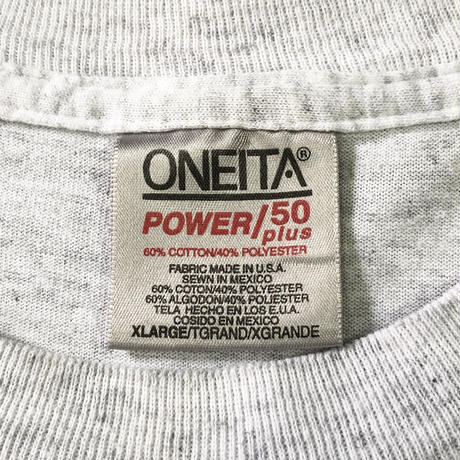 ONEITA®
POWER/50
plus
60% COTTON/40% POLYESTER
FABRIC MADE IN U.S.A.
SEWN IN MEXICO
60% COTON/40% POLYESTER
60% ALGODON/40% POLIESTER
TELA HECHO EN LOS E.U.A.
COSIDO EN MEXICO
XLARGE/TGRAND/XGRANDE